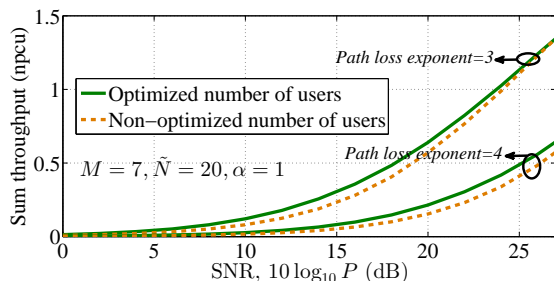 Sum throughput (npcu)
1.5
1
0.5
0
Path loss exponent=3
Optimized number of users
Non−optimized number of users
Path loss exponent=4
M = 7, Ñ = 20, α = 1
0 5 10 15 20 25
SNR, 10 log₁₀ P (dB)